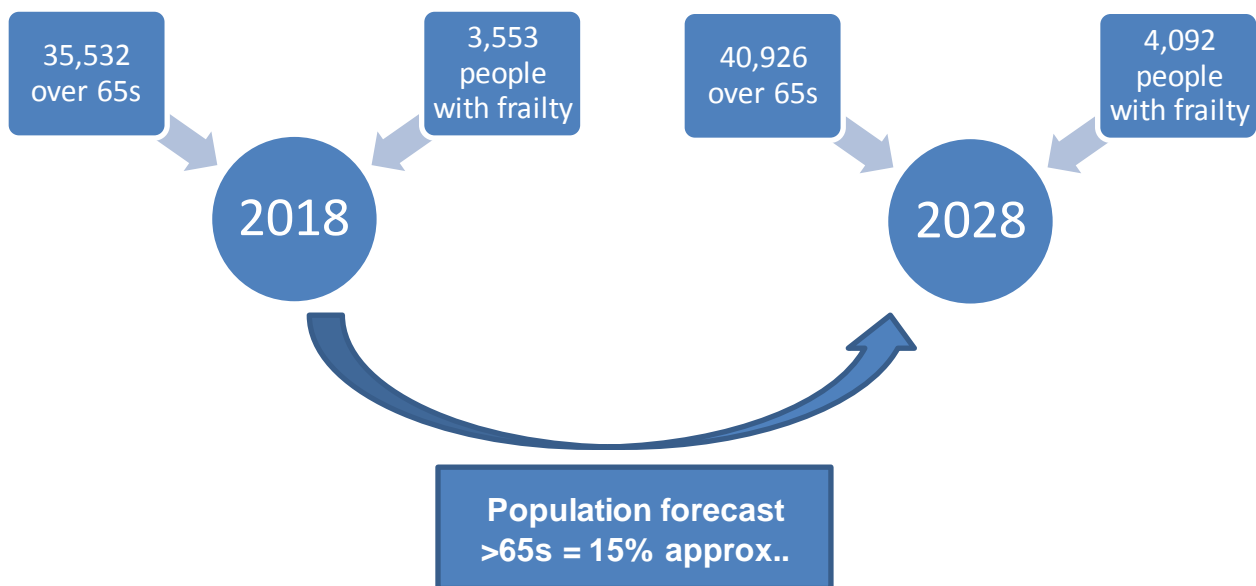 35,532
over 65s
3,553
people
with frailty
2018
40,926
over 65s
4,092
people
with frailty
2028
Population forecast
>65s = 15% approx..